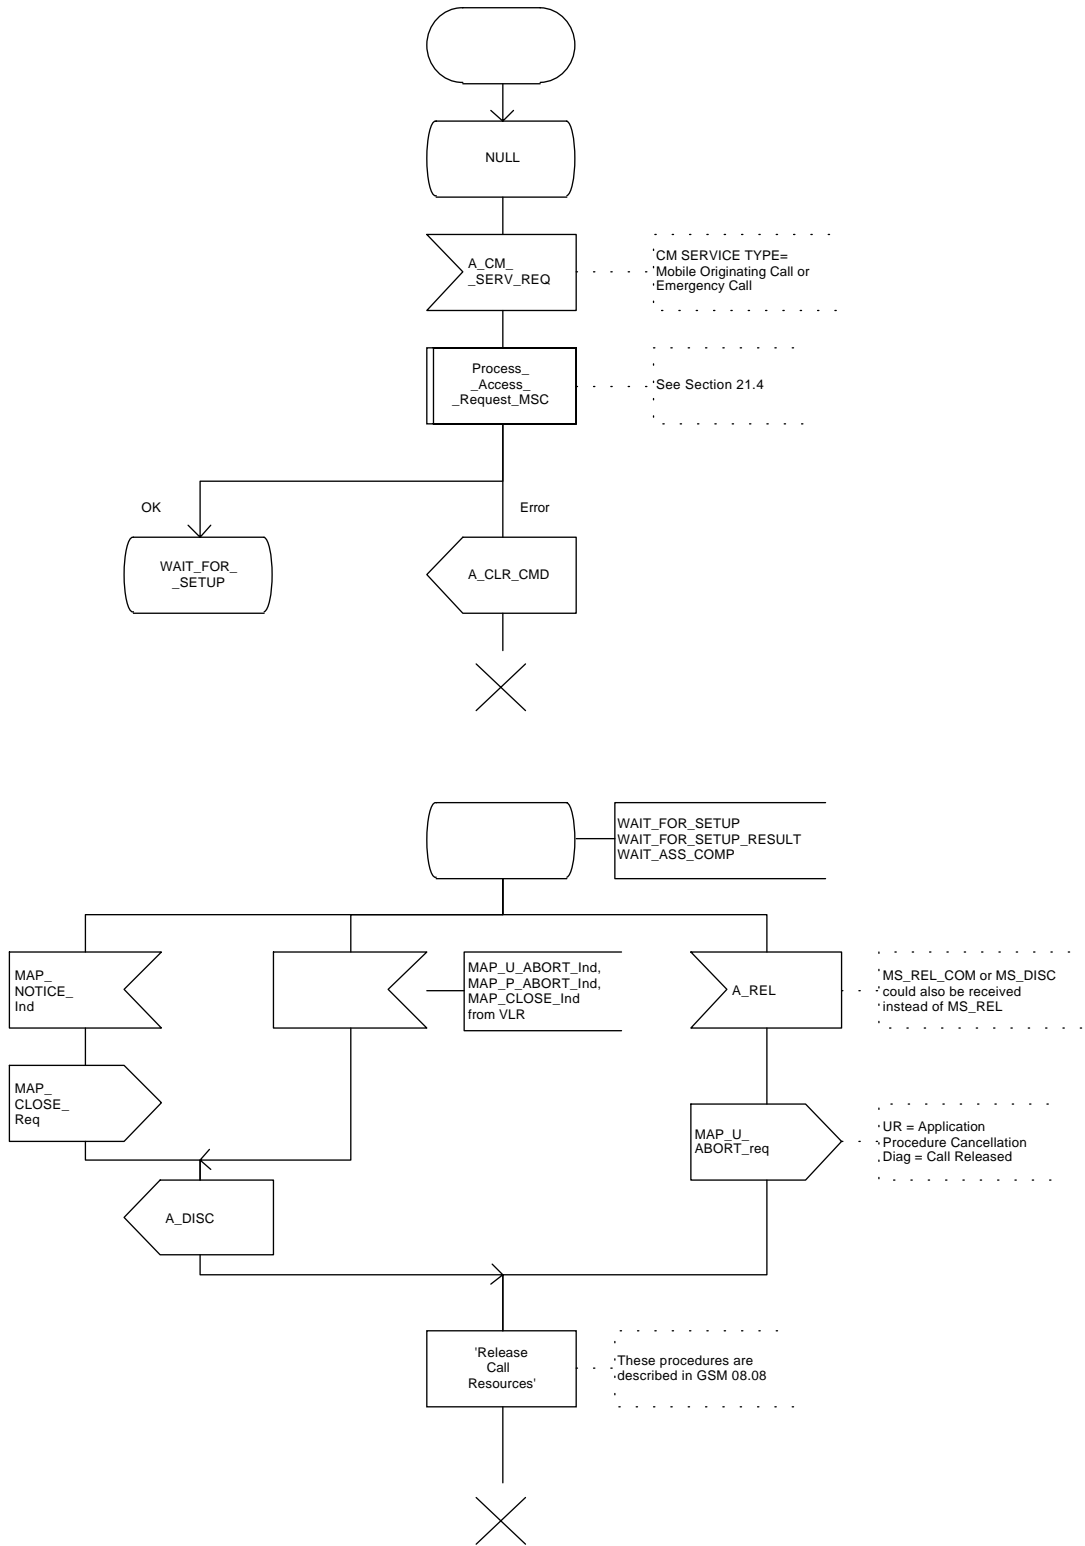 NULL
A_CM_
_SERV_REQ
CM SERVICE TYPE=
Mobile Originating Call or
Emergency Call
Process_
_Access_
_Request_MSC
See Section 21.4
OK
Error
WAIT_FOR_
_SETUP
A_CLR_CMD
WAIT_FOR_SETUP
WAIT_FOR_SETUP_RESULT
WAIT_ASS_COMP
MAP_
NOTICE_
Ind
MAP_U_ABORT_Ind,
MAP_P_ABORT_Ind,
MAP_CLOSE_Ind
from VLR
A_REL
MS_REL_COM or MS_DISC
could also be received
instead of MS_REL
MAP_
CLOSE_
Req
MAP_U_
ABORT_req
UR = Application
Procedure Cancellation
Diag = Call Released
A_DISC
'Release
Call
Resources'
These procedures are
described in GSM 08.08